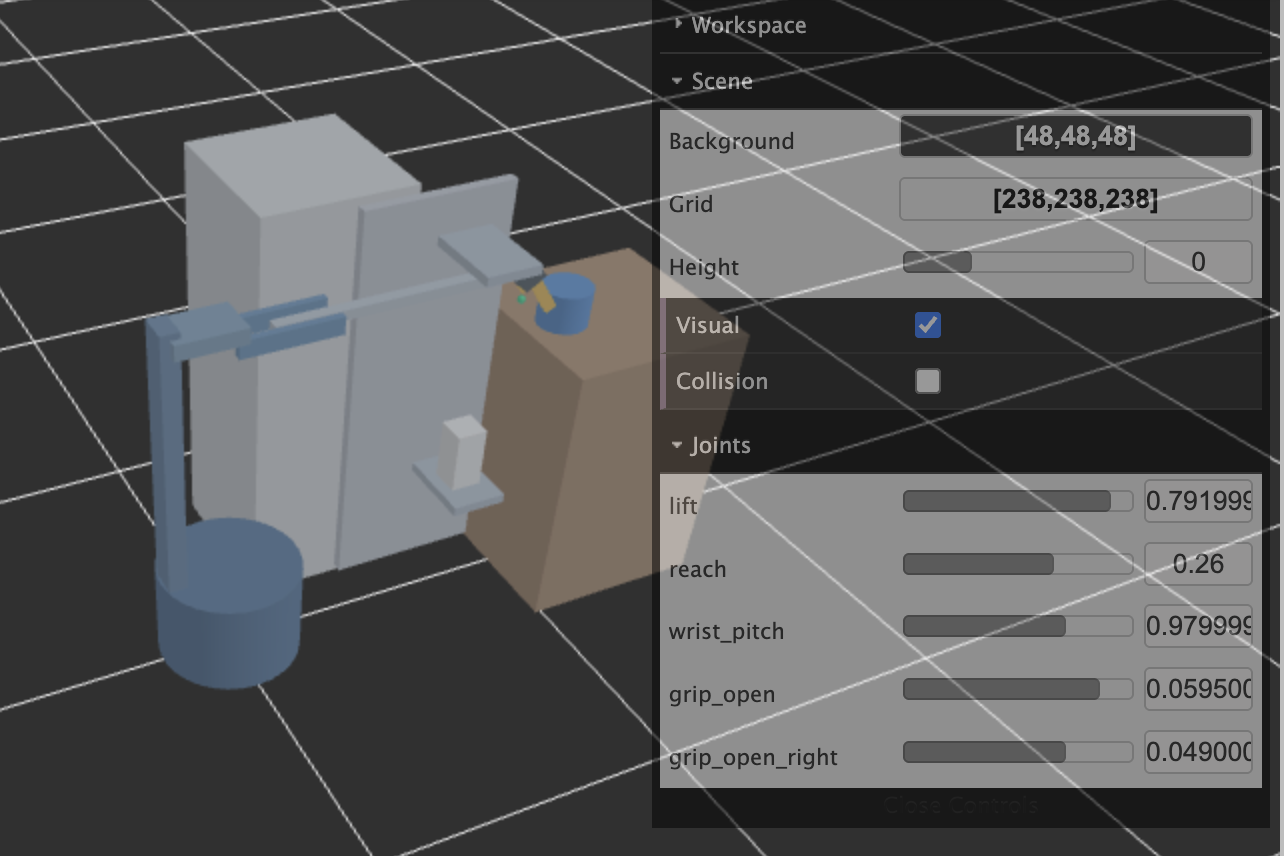 Workspace
Scene
Background [48,48,48]
Grid [238,238,238]
Height 0
Visual
Collision
Joints
lift 0.791999
reach 0.26
wrist_pitch 0.979999
grip_open 0.059500
grip_open_right 0.049000
Close Controls